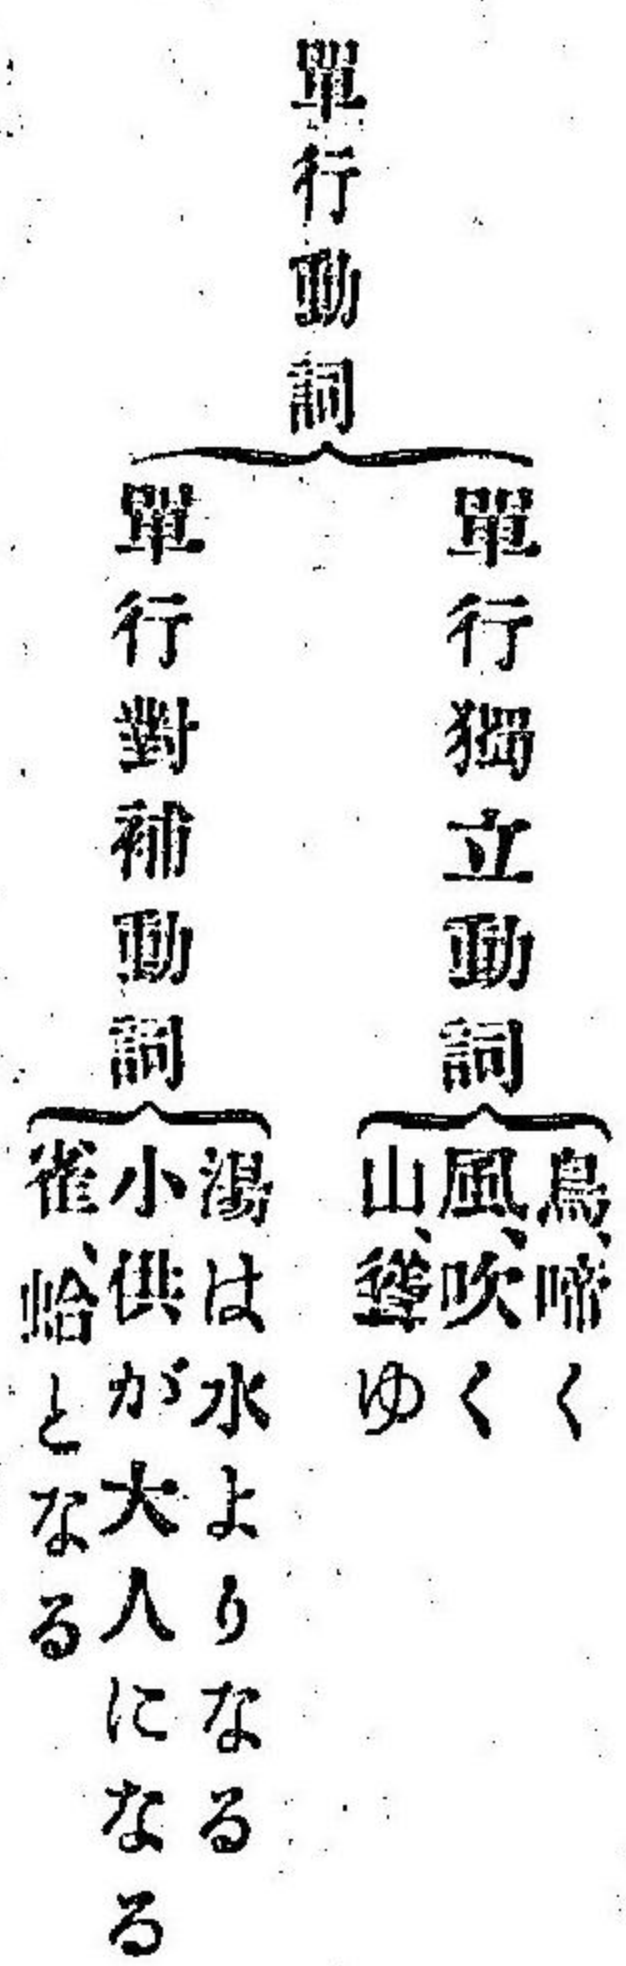 單行動詞
單行獨立動詞
鳥、啼く
風、吹く
山、聳ゆ
單行對補動詞
湯は水よりなる
小供が大人になる
雀、蛤となる